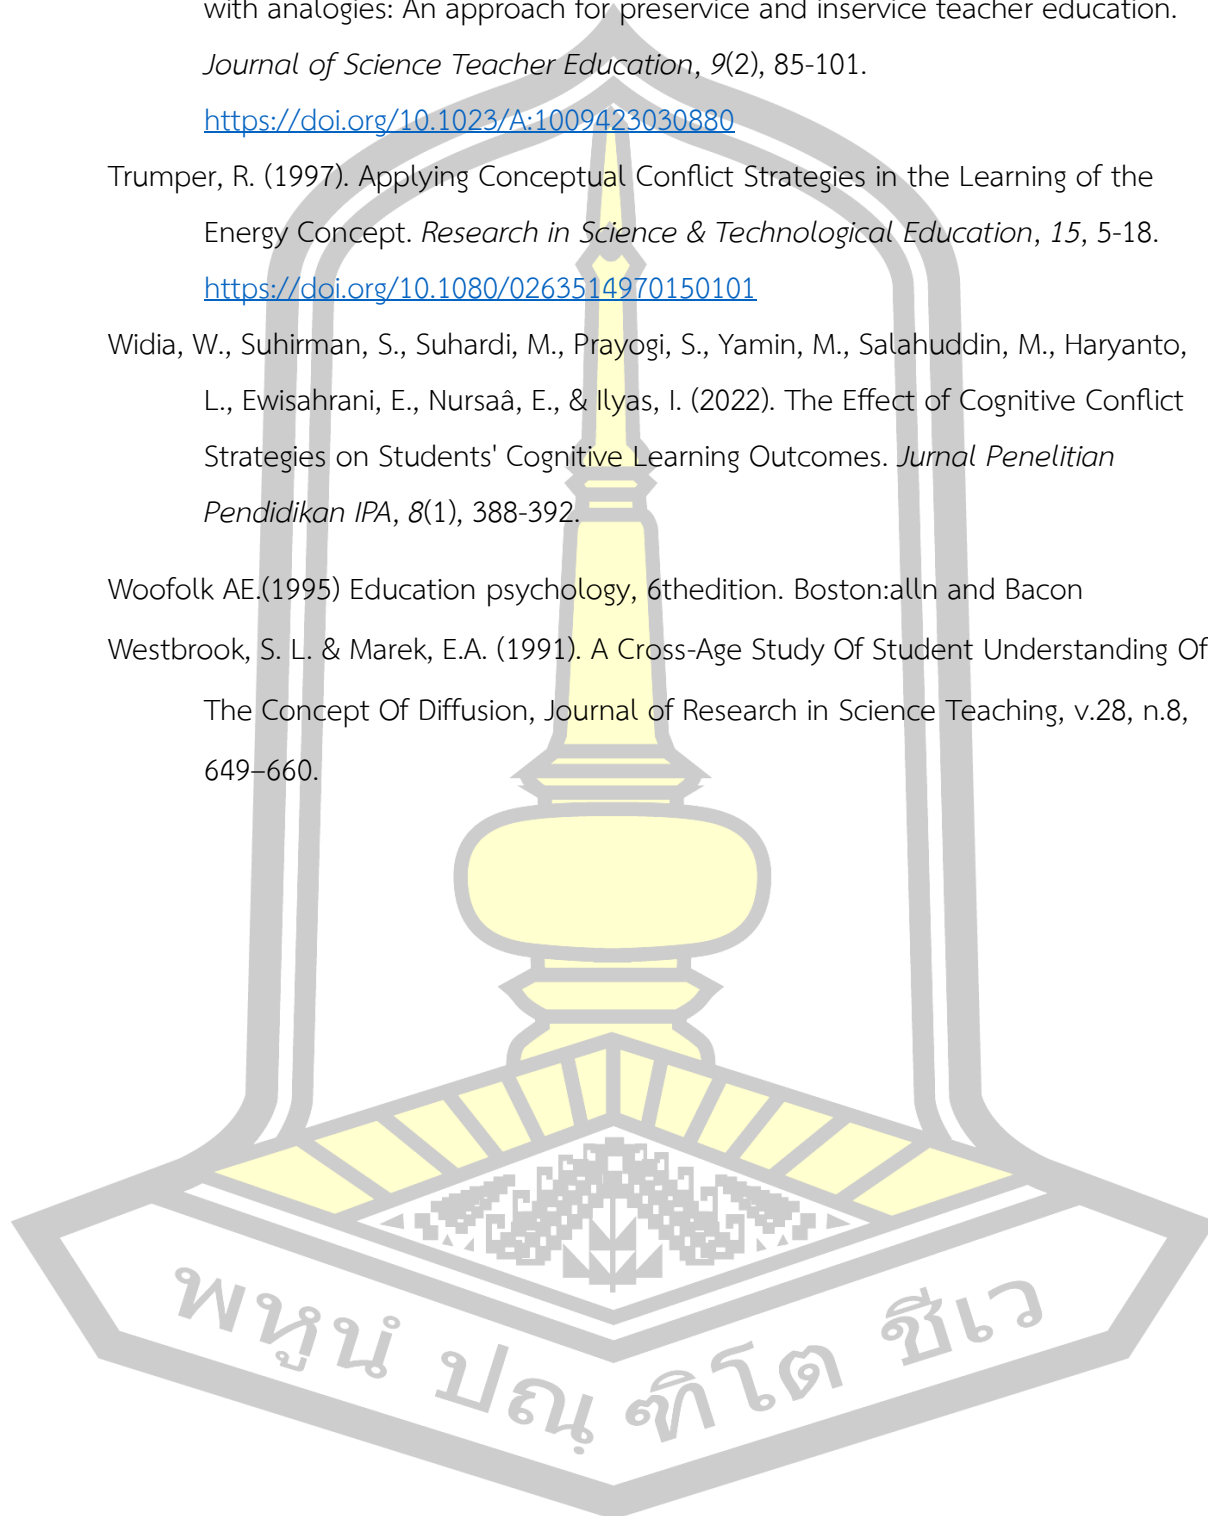 with analogies: An approach for preservice and inservice teacher education.
Journal of Science Teacher Education, 9(2), 85-101.
https://doi.org/10.1023/A:1009423030880
Trumper, R. (1997). Applying Conceptual Conflict Strategies in the Learning of the
Energy Concept. Research in Science & Technological Education, 15, 5-18.
https://doi.org/10.1080/0263514970150101
Widia, W., Suhirman, S., Suhardi, M., Prayogi, S., Yamin, M., Salahuddin, M., Haryanto,
L., Ewisahrani, E., Nursaâ, E., & Ilyas, I. (2022). The Effect of Cognitive Conflict
Strategies on Students' Cognitive Learning Outcomes. Jurnal Penelitian
Pendidikan IPA, 8(1), 388-392.
Woofolk AE.(1995) Education psychology, 6thedition. Boston:alln and Bacon
Westbrook, S. L. & Marek, E.A. (1991). A Cross-Age Study Of Student Understanding Of
The Concept Of Diffusion, Journal of Research in Science Teaching, v.28, n.8,
649–660.
พหูนํ ปณฺฑิโต ชีเว